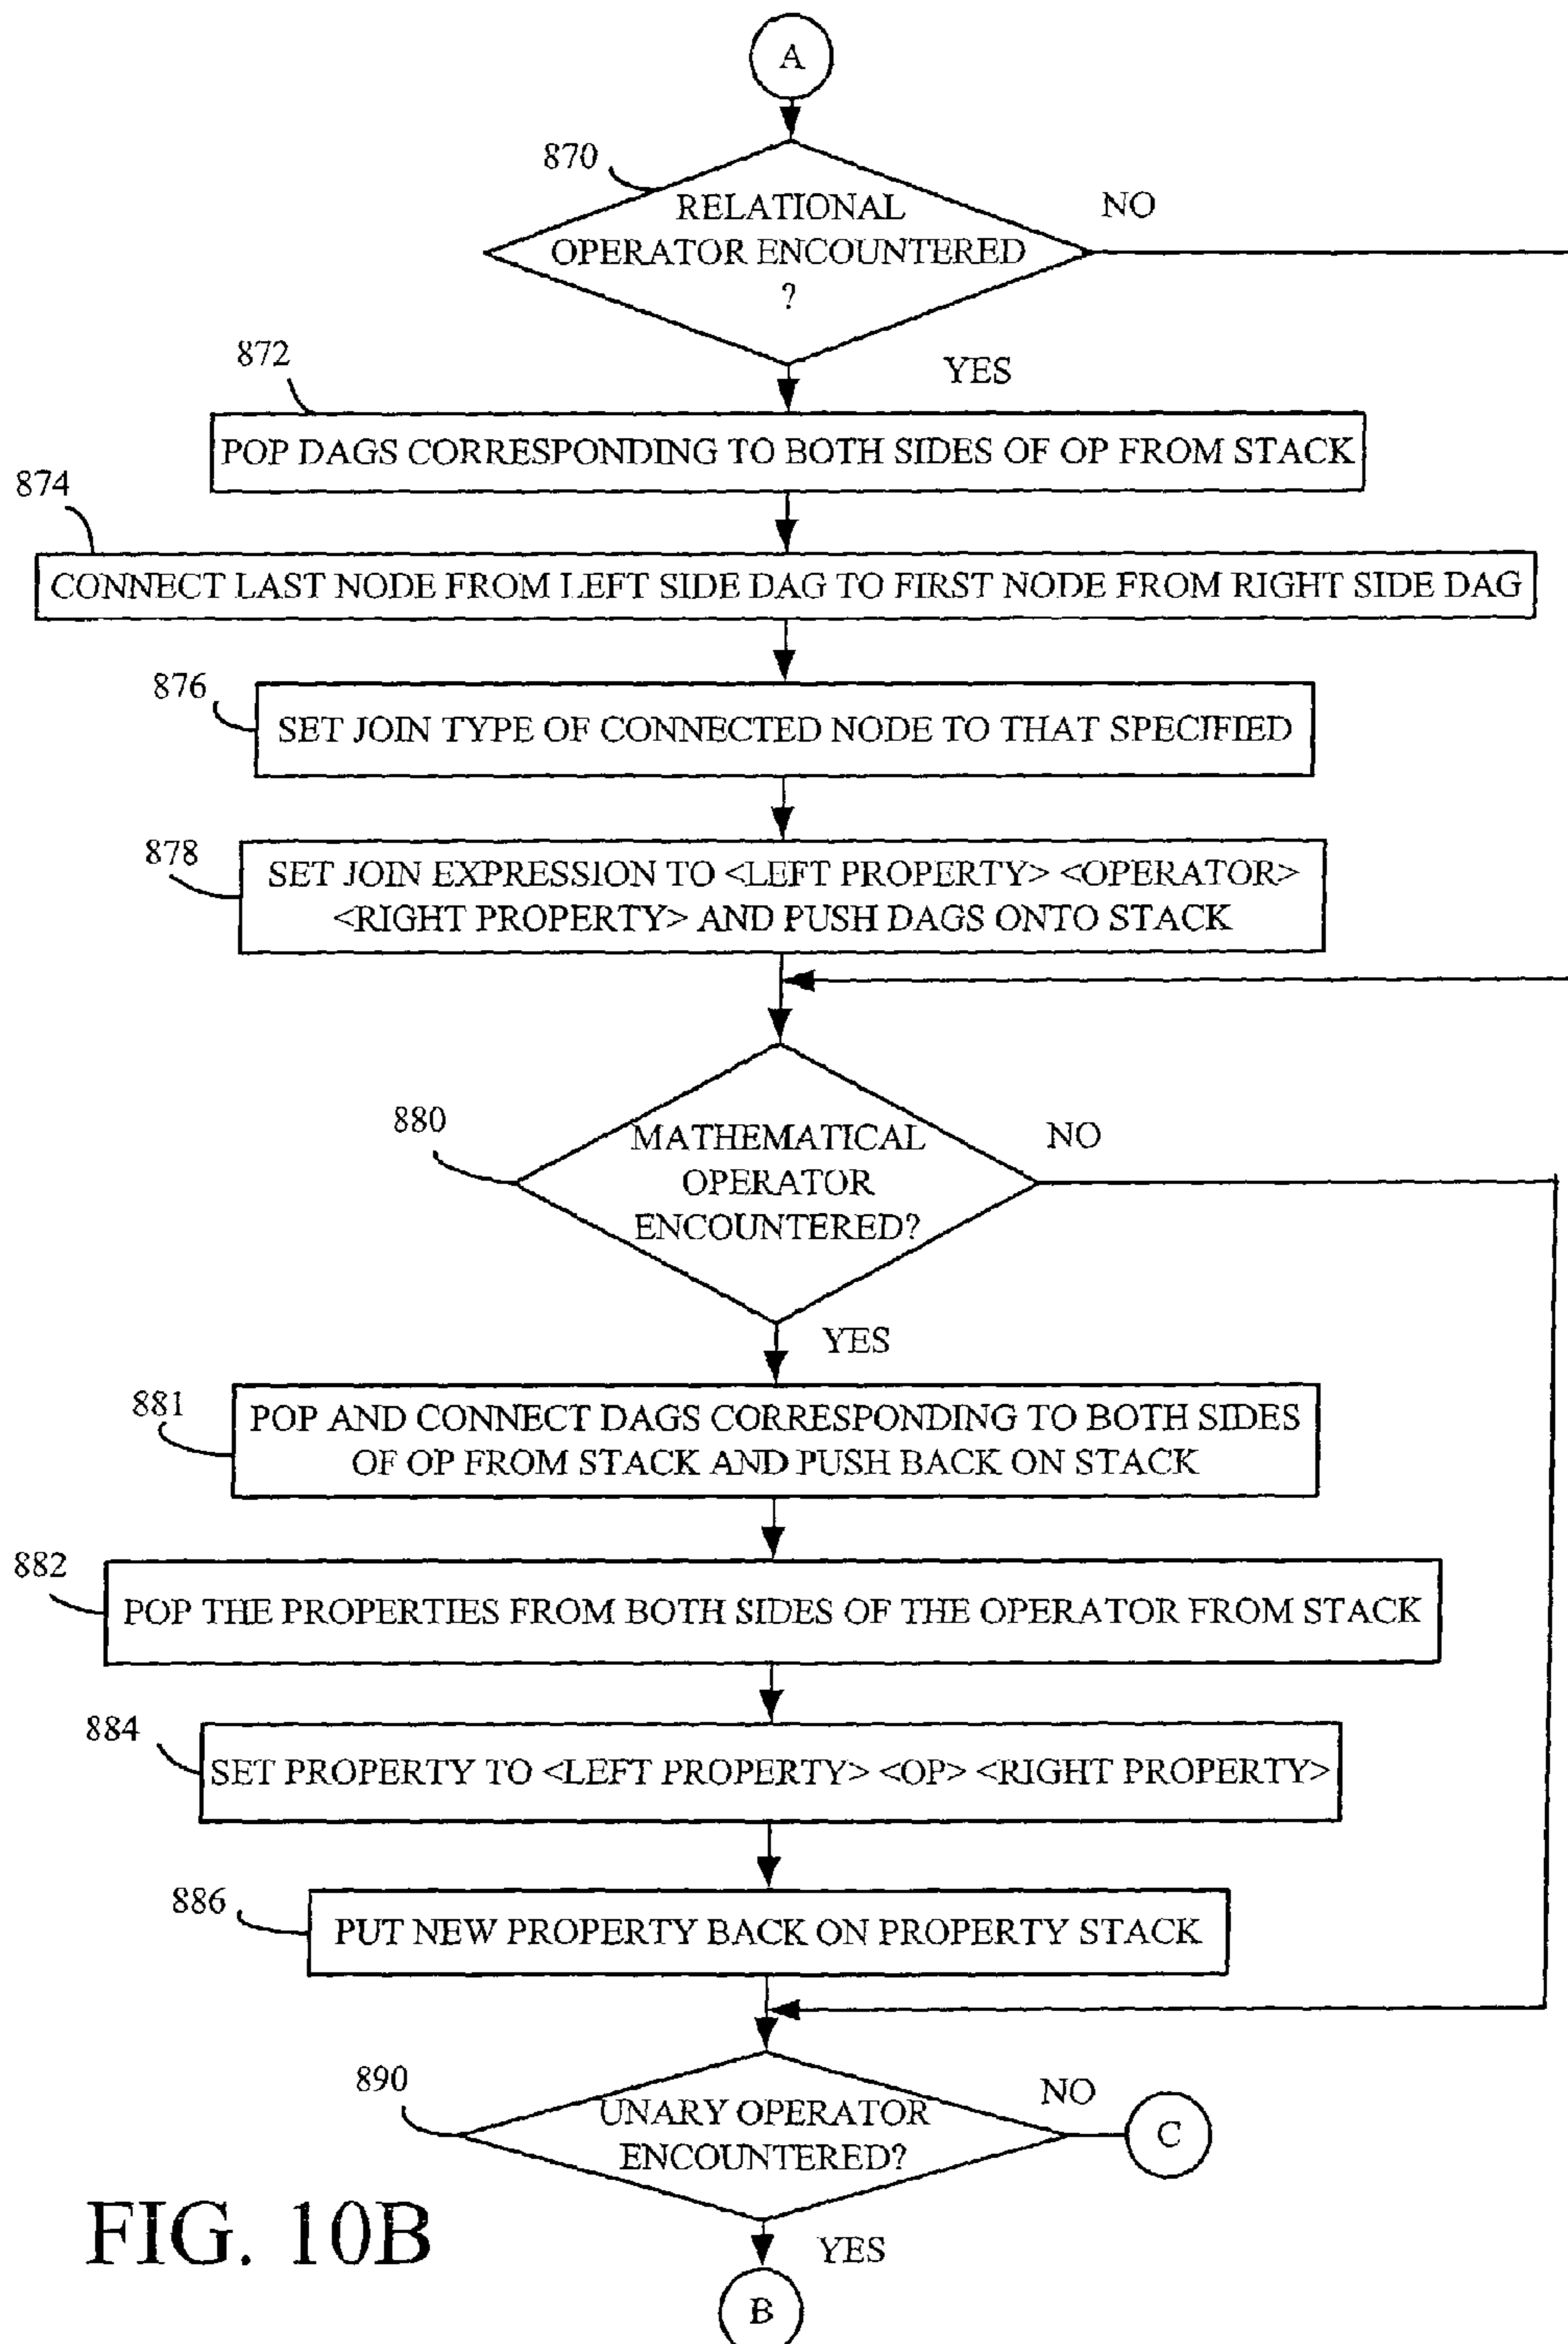 A
870
RELATIONAL
OPERATOR ENCOUNTERED
?
NO
YES
872
POP DAGS CORRESPONDING TO BOTH SIDES OF OP FROM STACK
874
CONNECT LAST NODE FROM LEFT SIDE DAG TO FIRST NODE FROM RIGHT SIDE DAG
876
SET JOIN TYPE OF CONNECTED NODE TO THAT SPECIFIED
878
SET JOIN EXPRESSION TO <LEFT PROPERTY> <OPERATOR>
<RIGHT PROPERTY> AND PUSH DAGS ONTO STACK
880
MATHEMATICAL
OPERATOR
ENCOUNTERED?
NO
YES
881
POP AND CONNECT DAGS CORRESPONDING TO BOTH SIDES
OF OP FROM STACK AND PUSH BACK ON STACK
882
POP THE PROPERTIES FROM BOTH SIDES OF THE OPERATOR FROM STACK
884
SET PROPERTY TO <LEFT PROPERTY> <OP> <RIGHT PROPERTY>
886
PUT NEW PROPERTY BACK ON PROPERTY STACK
890
UNARY OPERATOR
ENCOUNTERED?
NO
C
YES
B
FIG. 10B